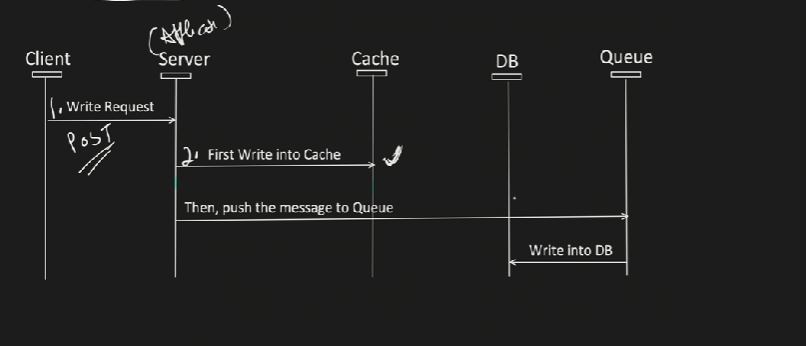 (Applicat)
Client Server Cache DB Queue
1. Write Request
POST
2. First Write into Cache
Then, push the message to Queue
Write into DB